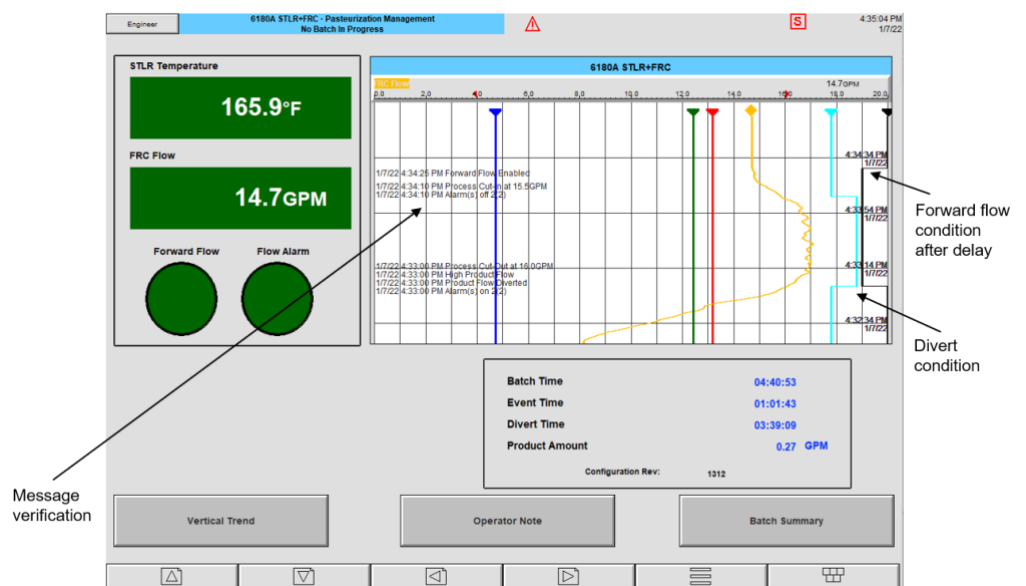 Engineer
6180A STLR+FRC - Pasteurization Management
No Batch In Progress
S
4:35:04 PM
1/7/22
STLR Temperature
165.9°F
FRC Flow
14.7GPM
Forward Flow
Flow Alarm
6180A STLR+FRC
FRC Flow
14.7GPM
0.0 2,0 6,0 8,0 10,0 12,0 14,0 18,0 20.0
4:34:34 PM
1/7/22
1/7/22 4:34:25 PM Forward Flow Enabled
1/7/22 4:34:10 PM Process Cut-In at 15.5GPM
1/7/22 4:34:10 PM Alarm(s) off 2(2)
4:33:54 PM
1/7/22
1/7/22 4:33:00 PM Process Cut-Out at 16.0GPM
1/7/22 4:33:00 PM High Product Flow
1/7/22 4:33:00 PM Product Flow Diverted
1/7/22 4:33:00 PM Alarm(s) on 2(2)
4:33:14 PM
1/7/22
4:32:34 PM
1/7/22
Forward flow
condition
after delay
Divert
condition
Message
verification
Batch Time 04:40:53
Event Time 01:01:43
Divert Time 03:39:09
Product Amount 0.27 GPM
Configuration Rev: 1312
Vertical Trend
Operator Note
Batch Summary